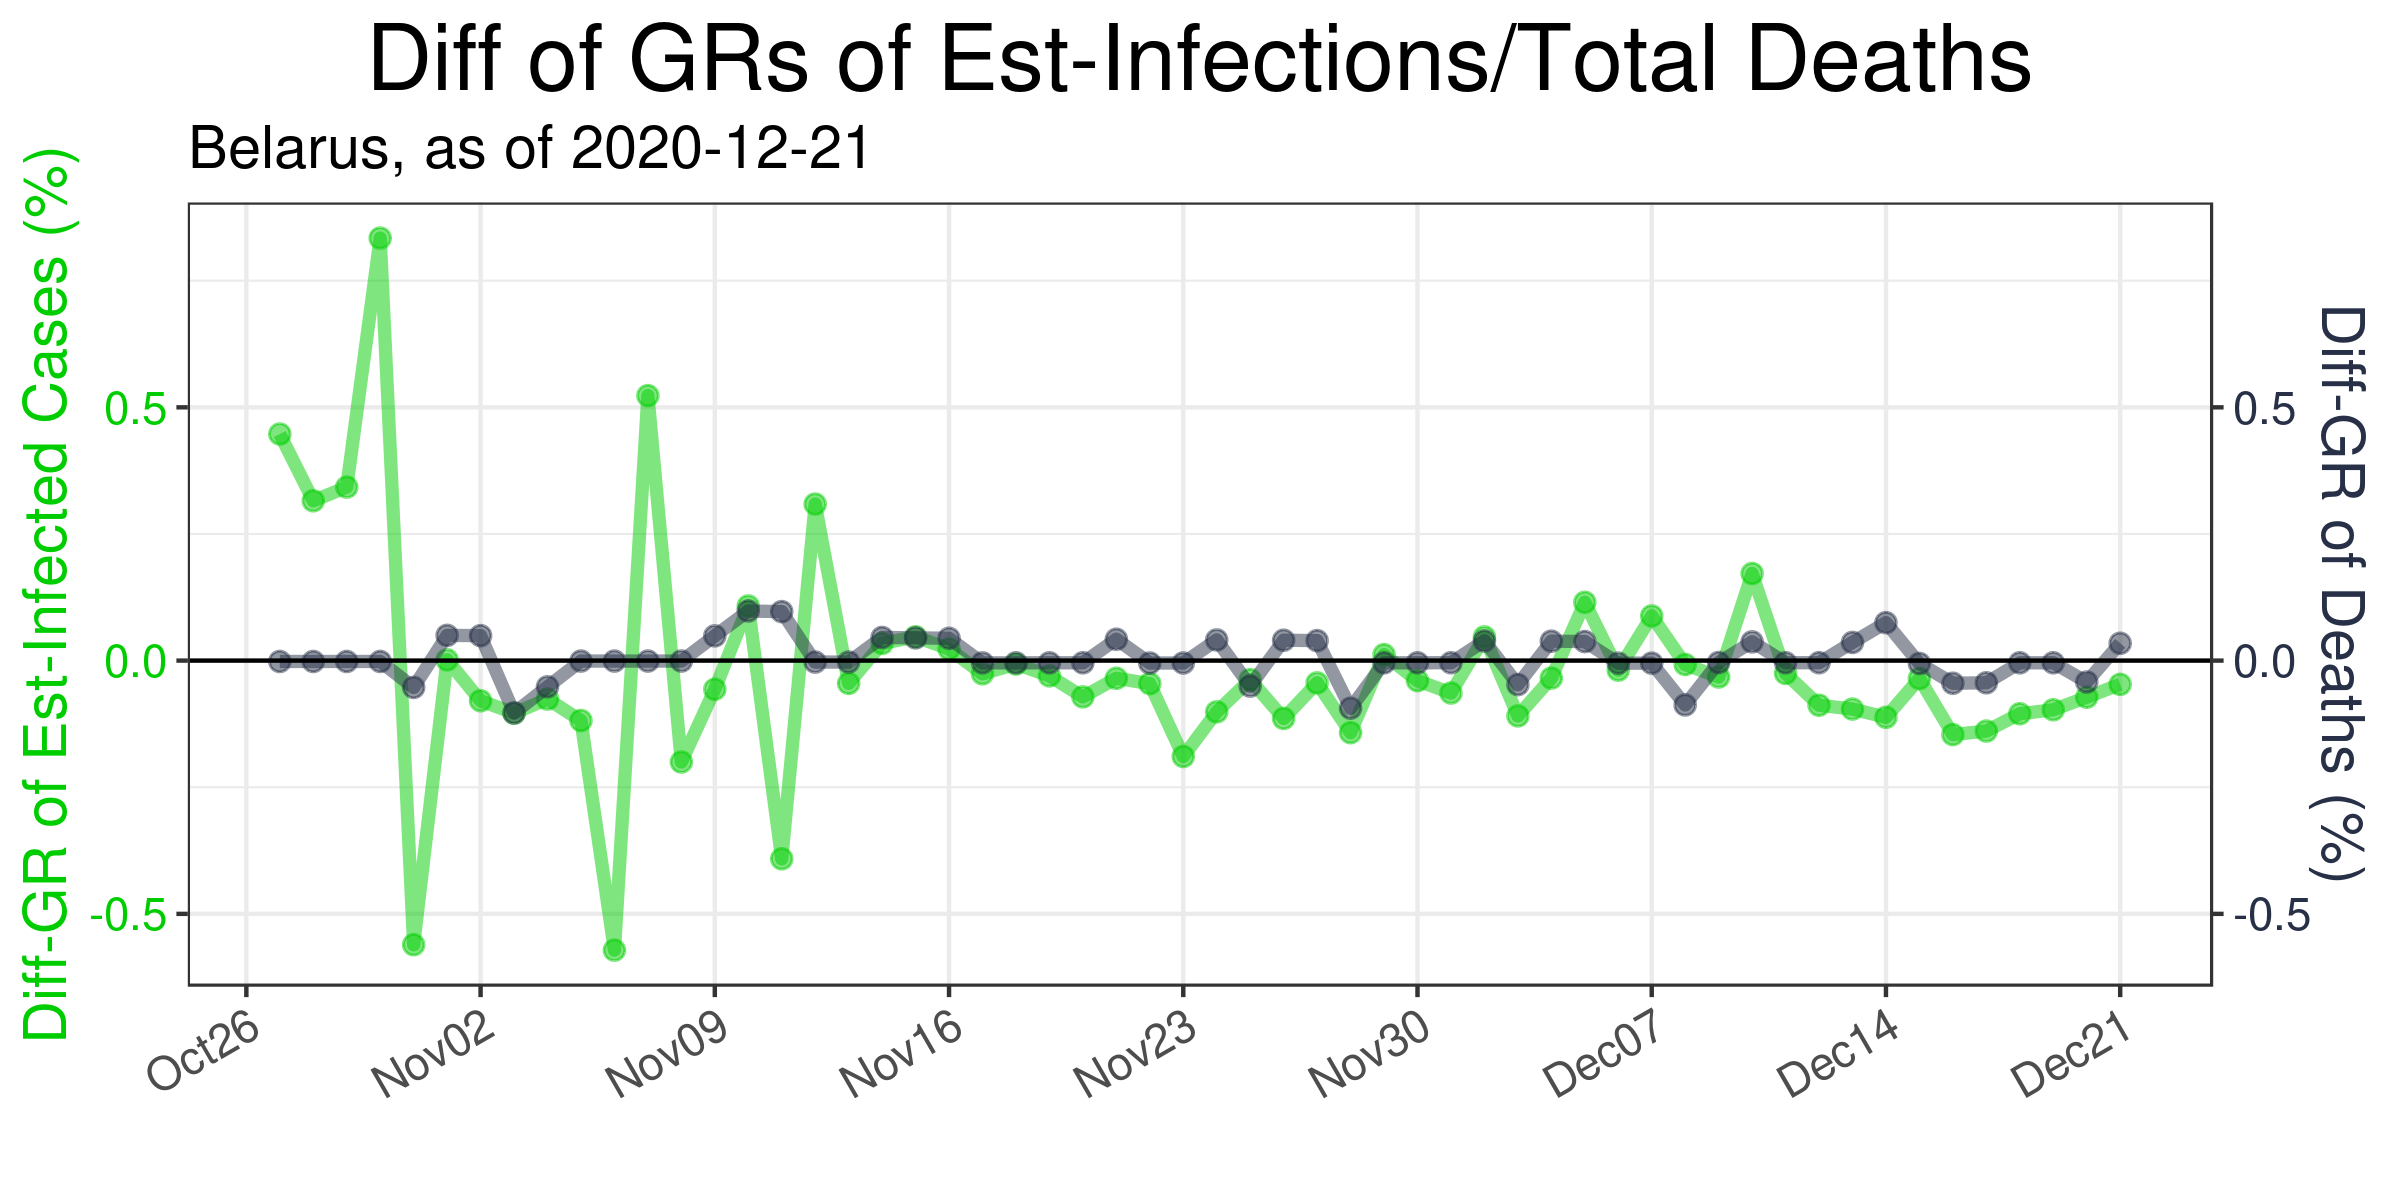 Diff of GRs of Est-Infections/Total Deaths
Belarus, as of 2020-12-21
Diff-GR of Est-Infected Cases (%)
0.5
0.0
-0.5
0.5
0.0
-0.5
Diff-GR of Deaths (%)
Oct26
Nov02
Nov09
Nov16
Nov23
Nov30
Dec07
Dec14
Dec21